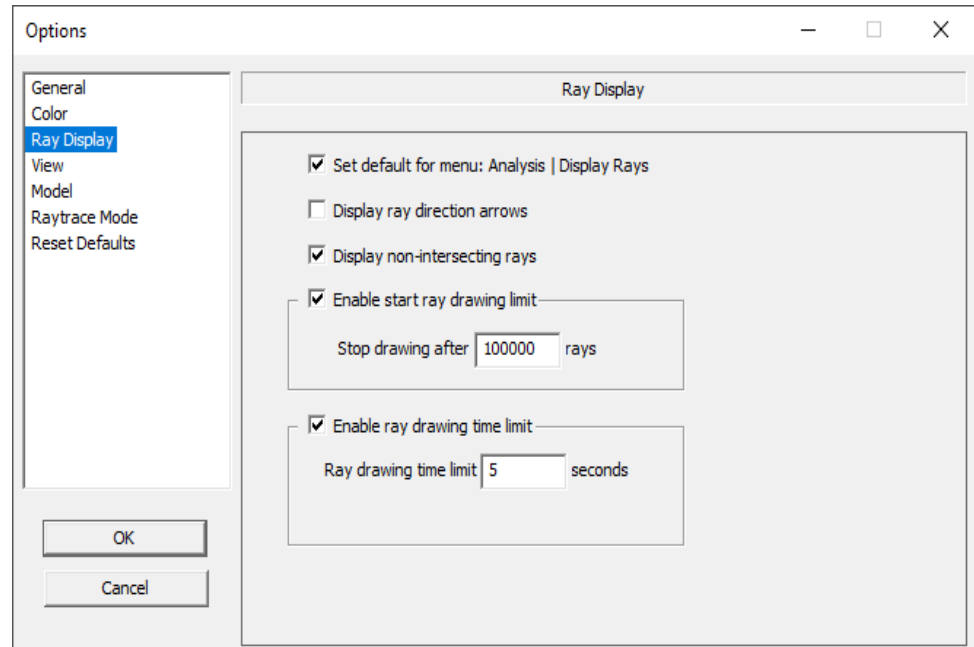 Options
General
Color
Ray Display
View
Model
Raytrace Mode
Reset Defaults
OK
Cancel
Ray Display
Set default for menu: Analysis | Display Rays
Display ray direction arrows
Display non-intersecting rays
Enable start ray drawing limit
Stop drawing after 100000 rays
Enable ray drawing time limit
Ray drawing time limit 5 seconds